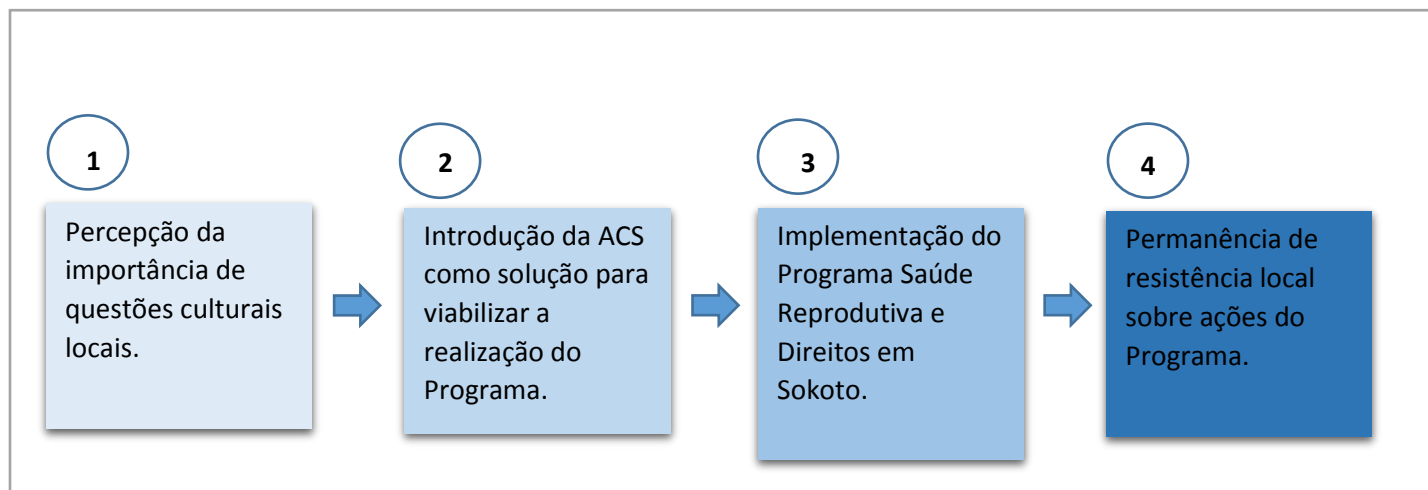 1
Percepção da
importância de
questões culturais
locais.
2
Introdução da ACS
como solução para
viabilizar a
realização do
Programa.
3
Implementação do
Programa Saúde
Reprodutiva e
Direitos em
Sokoto.
4
Permanência de
resistência local
sobre ações do
Programa.